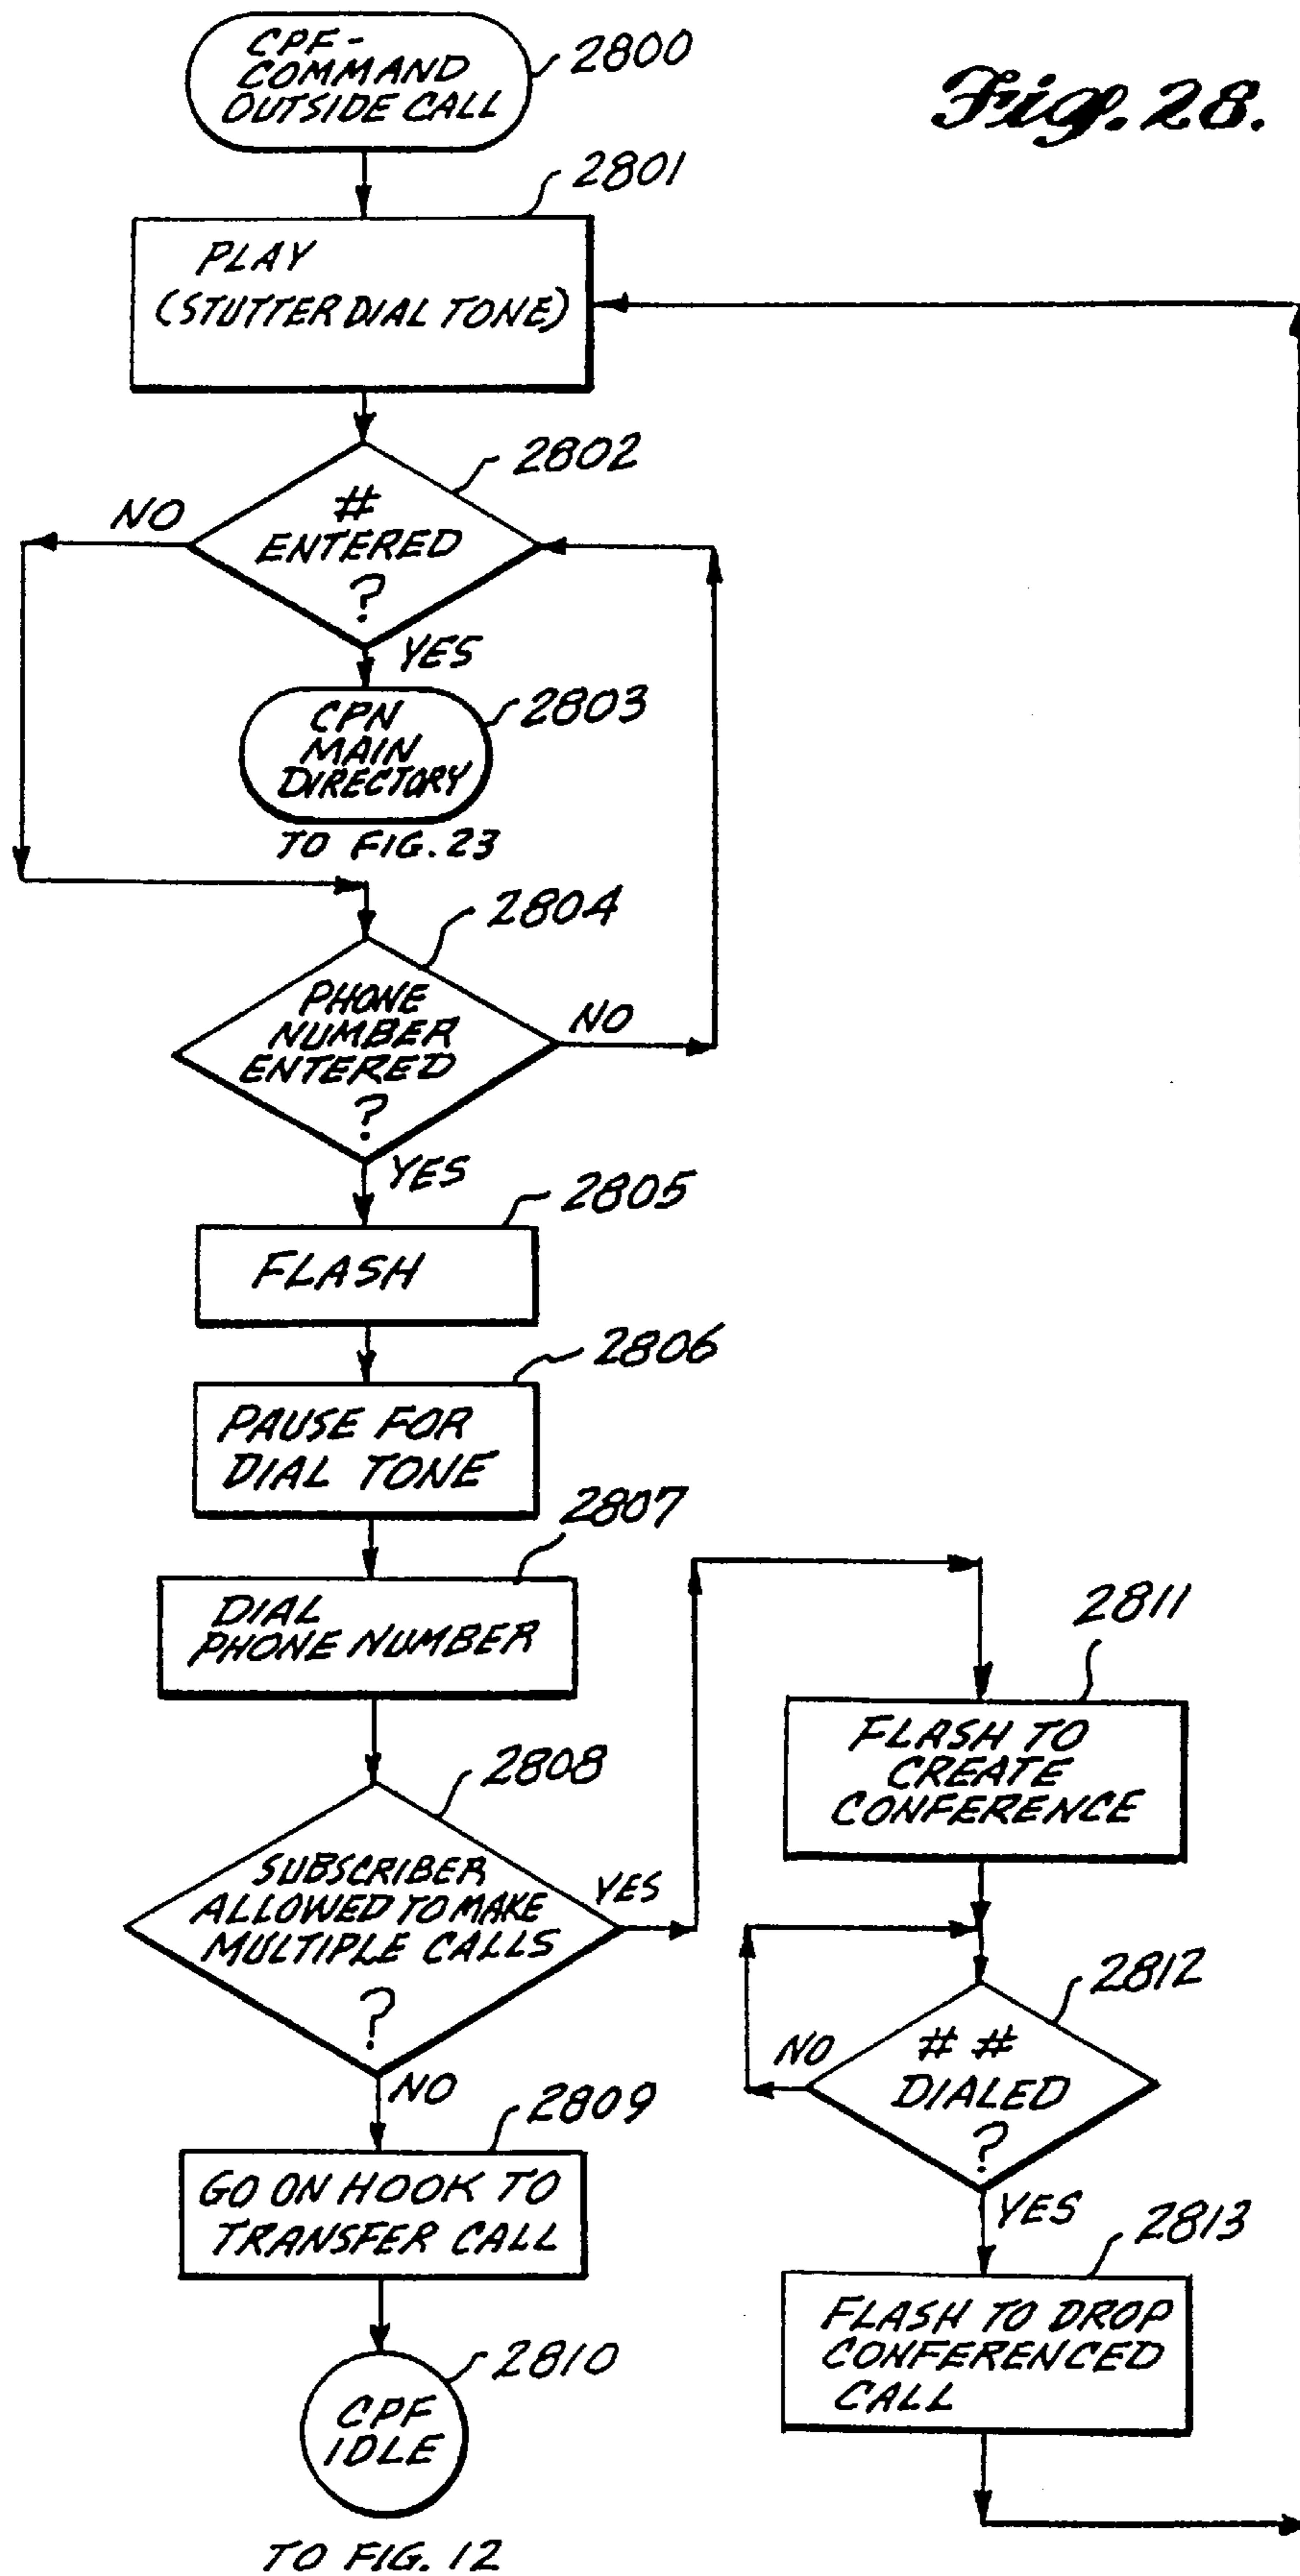 CPF-
COMMAND
OUTSIDE CALL
2800
Fig. 28.
2801
PLAY
(STUTTER DIAL TONE)
2802
#
ENTERED
?
NO
YES
CPN
MAIN
DIRECTORY
2803
TO FIG. 23
2804
PHONE
NUMBER
ENTERED
?
NO
YES
2805
FLASH
2806
PAUSE FOR
DIAL TONE
2807
DIAL
PHONE NUMBER
2808
SUBSCRIBER
ALLOWED TO MAKE
MULTIPLE CALLS
?
YES
NO
2809
GO ON HOOK TO
TRANSFER CALL
2810
CPF
IDLE
TO FIG. 12
2811
FLASH TO
CREATE
CONFERENCE
2812
# #
DIALED
?
NO
YES
2813
FLASH TO DROP
CONFERENCED
CALL